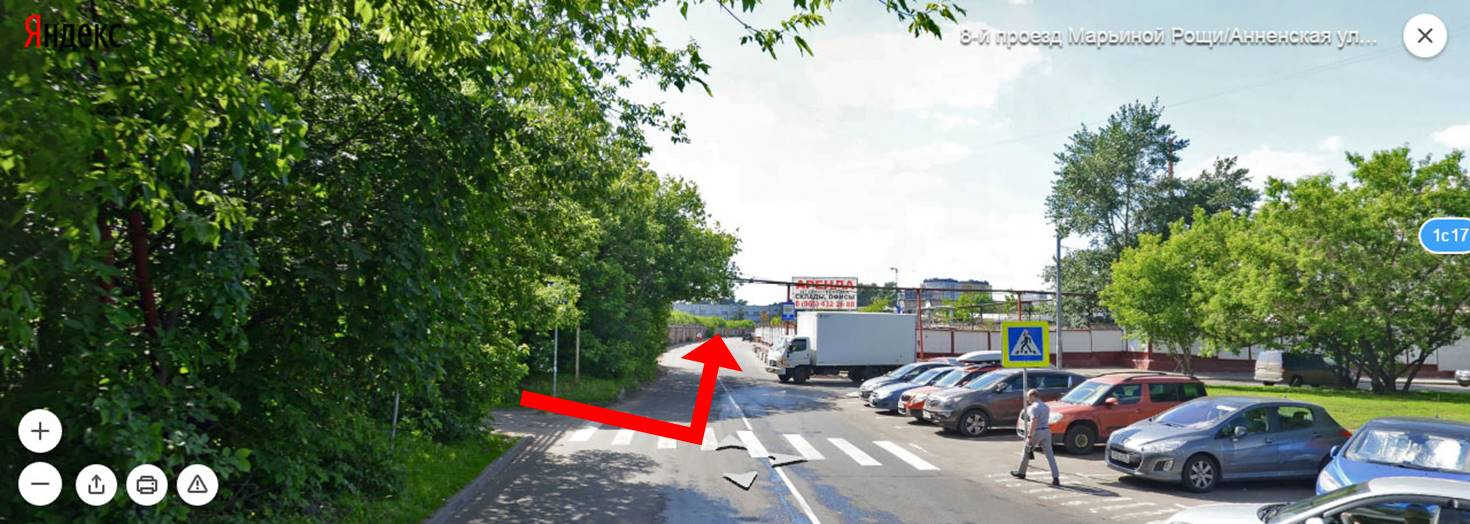 Яндекс
8-й проезд Марьиной Рощи/Анненская ул...
1с17
АРЕНДА
СКЛАДЫ, ОФИСЫ